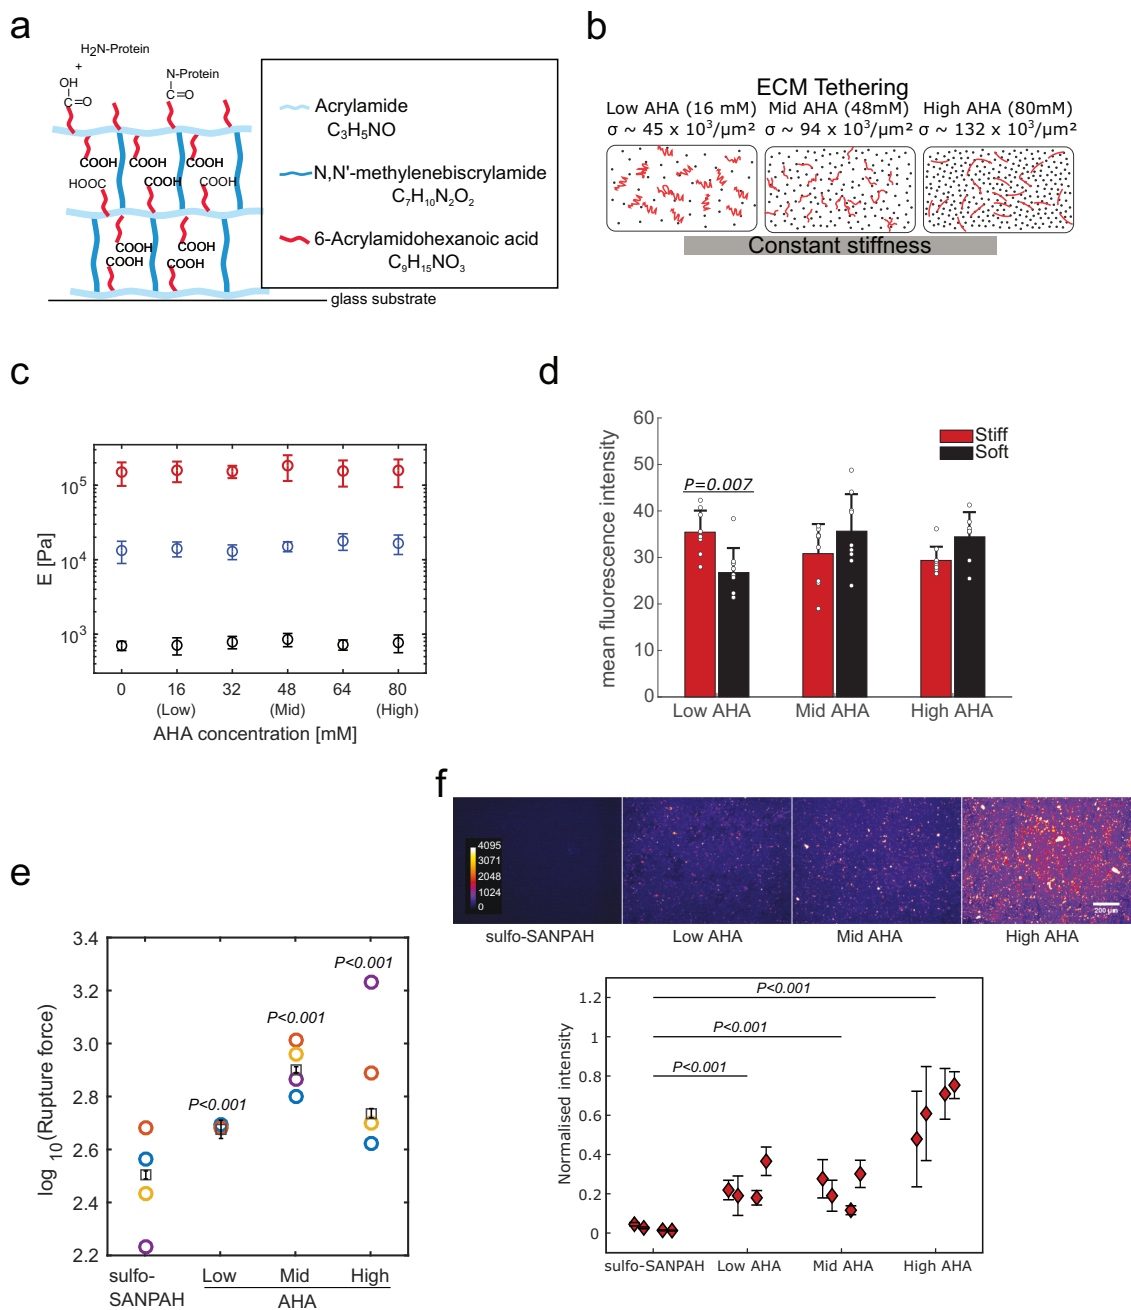 a
H₂N-Protein
+
OH
C=O
N-Protein
C=O
COOH COOH COOH
HOOC COOH COOH
COOH COOH
COOH COOH
glass substrate
Acrylamide
C₃H₅NO
N,N'-methylenebiscrylamide
C₇H₁₀N₂O₂
6-Acrylamidohexanoic acid
C₉H₁₅NO₃
b
ECM Tethering
Low AHA (16 mM) Mid AHA (48mM) High AHA (80mM)
σ ~ 45 x 10³/µm² σ ~ 94 x 10³/µm² σ ~ 132 x 10³/µm²
Constant stiffness
c
E [Pa]
10⁵
10⁴
10³
0 16 32 48 64 80
(Low) (Mid) (High)
AHA concentration [mM]
d
mean fluorescence intensity
60
50
40
30
20
10
0
Stiff
Soft
P=0.007
Low AHA Mid AHA High AHA
e
log ₁₀(Rupture force)
3.4
3.2
3.0
2.8
2.6
2.4
2.2
P<0.001
P<0.001
P<0.001
sulfo-
SANPAH
Low Mid High
AHA
f
4095
3071
2048
1024
0
200 µm
sulfo-SANPAH Low AHA Mid AHA High AHA
Normalised intensity
1.2
1
0.8
0.6
0.4
0.2
0
P<0.001
P<0.001
P<0.001
sulfo-SANPAH Low AHA Mid AHA High AHA